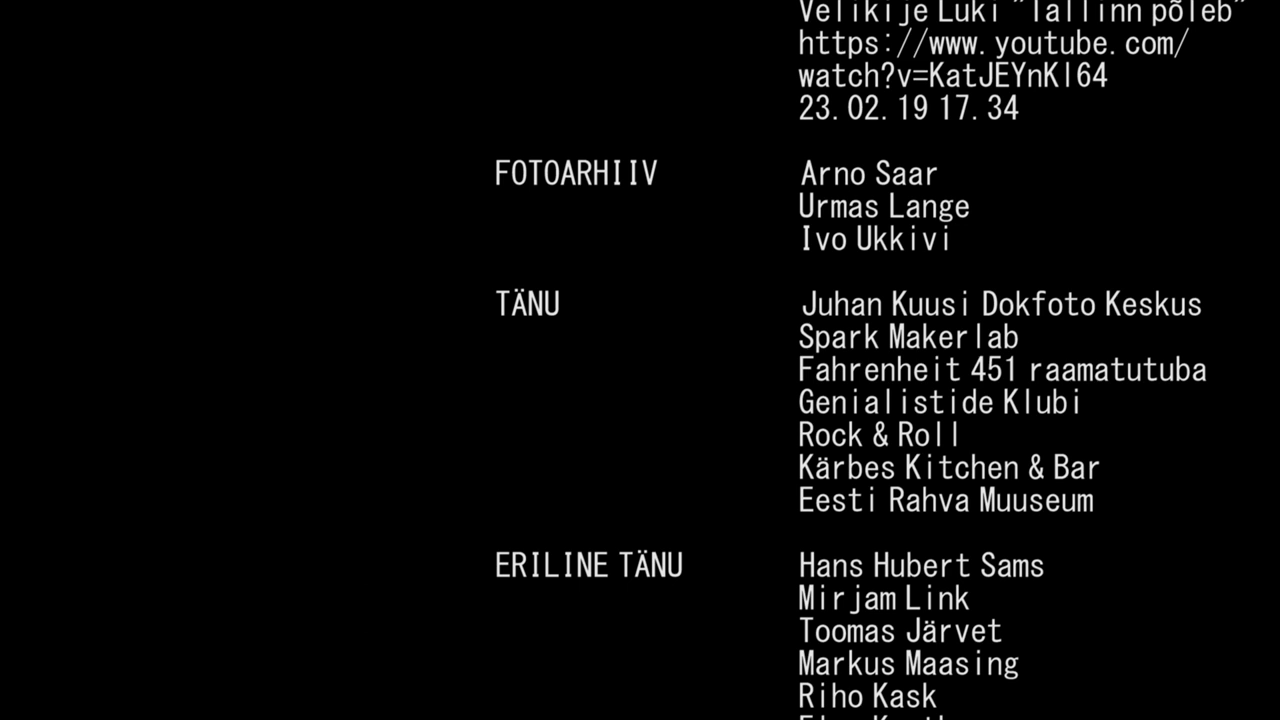 Velikije Luki "Tallinn põleb"
https://www.youtube.com/
watch?v=KatJEYnKl64
23.02.19 17.34
FOTOARHIIV Arno Saar
Urmas Lange
Ivo Ukkivi
TÄNU Juhan Kuusi Dokfoto Keskus
Spark Makerlab
Fahrenheit 451 raamatutuba
Genialistide Klubi
Rock & Roll
Kärbes Kitchen & Bar
Eesti Rahva Muuseum
ERILINE TÄNU Hans Hubert Sams
Mirjam Link
Toomas Järvet
Markus Maasing
Riho Kask